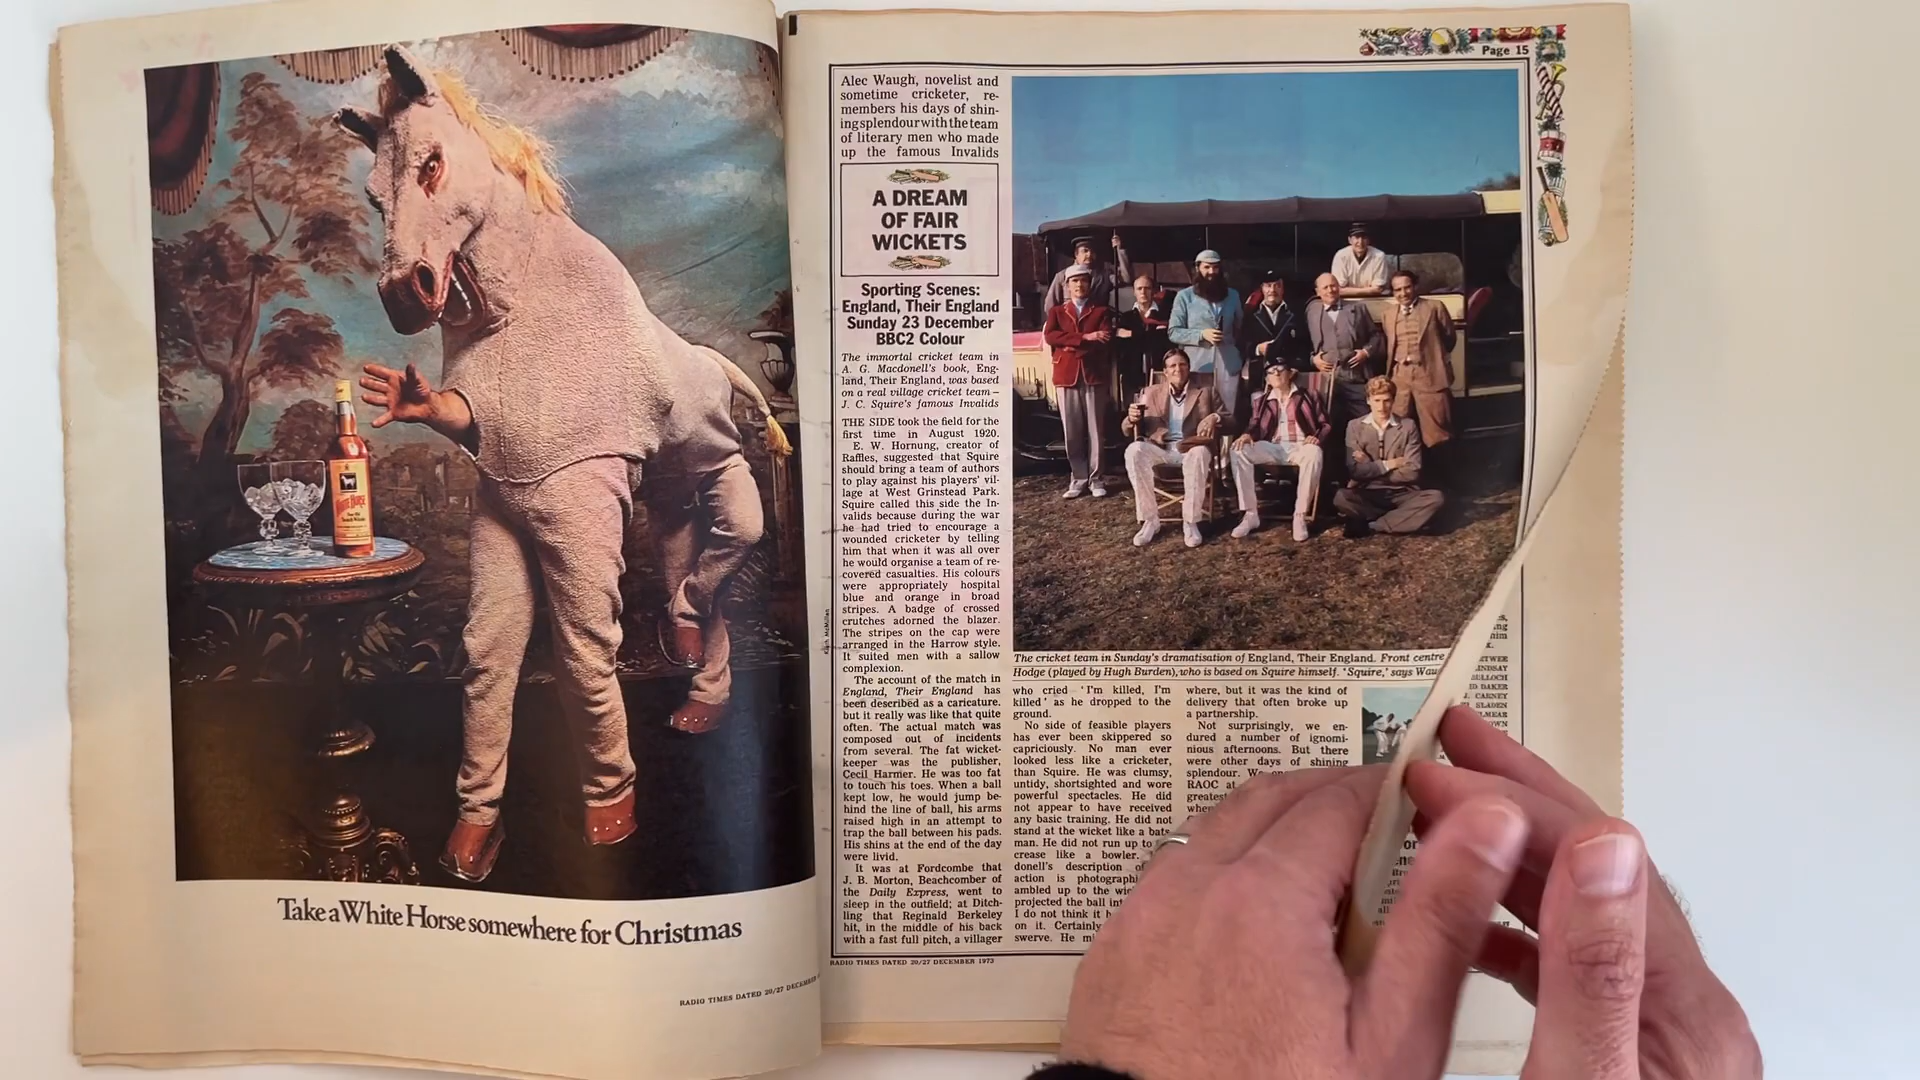 WHITE HORSE
Take a White Horse somewhere for Christmas
RADIO TIMES DATED 20/27 DECEMBER
Page 15
Alec Waugh, novelist and
sometime cricketer, re-
members his days of shin-
ing splendour with the team
of literary men who made
up the famous Invalids
A DREAM
OF FAIR
WICKETS
Sporting Scenes:
England, Their England
Sunday 23 December
BBC2 Colour
The immortal cricket team in
A. G. Macdonell's book, Eng-
land, Their England, was based
on a real village cricket team –
J. C. Squire's famous Invalids
THE SIDE took the field for the
first time in August 1920.
E. W. Hornung, creator of
Raffles, suggested that Squire
should bring a team of authors
to play against his players' vil-
lage at West Grinstead Park.
Squire called this side the In-
valids because during the war
he had tried to encourage a
wounded cricketer by telling
him that when it was all over
he would organise a team of re-
covered casualties. His colours
were appropriately hospital
blue and orange in broad
stripes. A badge of crossed
crutches adorned the blazer.
The stripes on the cap were
arranged in the Harrow style.
It suited men with a sallow
complexion.
The account of the match in
England, Their England has
been described as a caricature.
but it really was like that quite
often. The actual match was
composed out of incidents
from several. The fat wicket-
keeper was the publisher,
Cecil Harmer. He was too fat
to touch his toes. When a ball
kept low, he would jump be-
hind the line of ball, his arms
raised high in an attempt to
trap the ball between his pads.
His shins at the end of the day
were livid.
It was at Fordcombe that
J. B. Morton, Beachcomber of
the Daily Express, went to
sleep in the outfield; at Ditch-
ling that Reginald Berkeley
hit, in the middle of his back
with a fast full pitch, a villager
RADIO TIMES DATED 20/27 DECEMBER 1973
The cricket team in Sunday's dramatisation of England, Their England. Front centre
Hodge (played by Hugh Burden), who is based on Squire himself. 'Squire,' says Wau
who cried 'I'm killed, I'm
killed' as he dropped to the
ground.
No side of feasible players
has ever been skippered so
capriciously. No man ever
looked less like a cricketer,
than Squire. He was clumsy,
untidy, shortsighted and wore
powerful spectacles. He did
not appear to have received
any basic training. He did not
stand at the wicket like a bats-
man. He did not run up to
crease like a bowler.
donell's description of
action is photographi
ambled up to the wic
projected the ball int
I do not think it h
on it. Certainly
swerve. He mi
where, but it was the kind of
delivery that often broke up
a partnership.
Not surprisingly, we en-
dured a number of ignomi-
nious afternoons. But there
were other days of shining
splendour. We
RAOC at
greatest
when